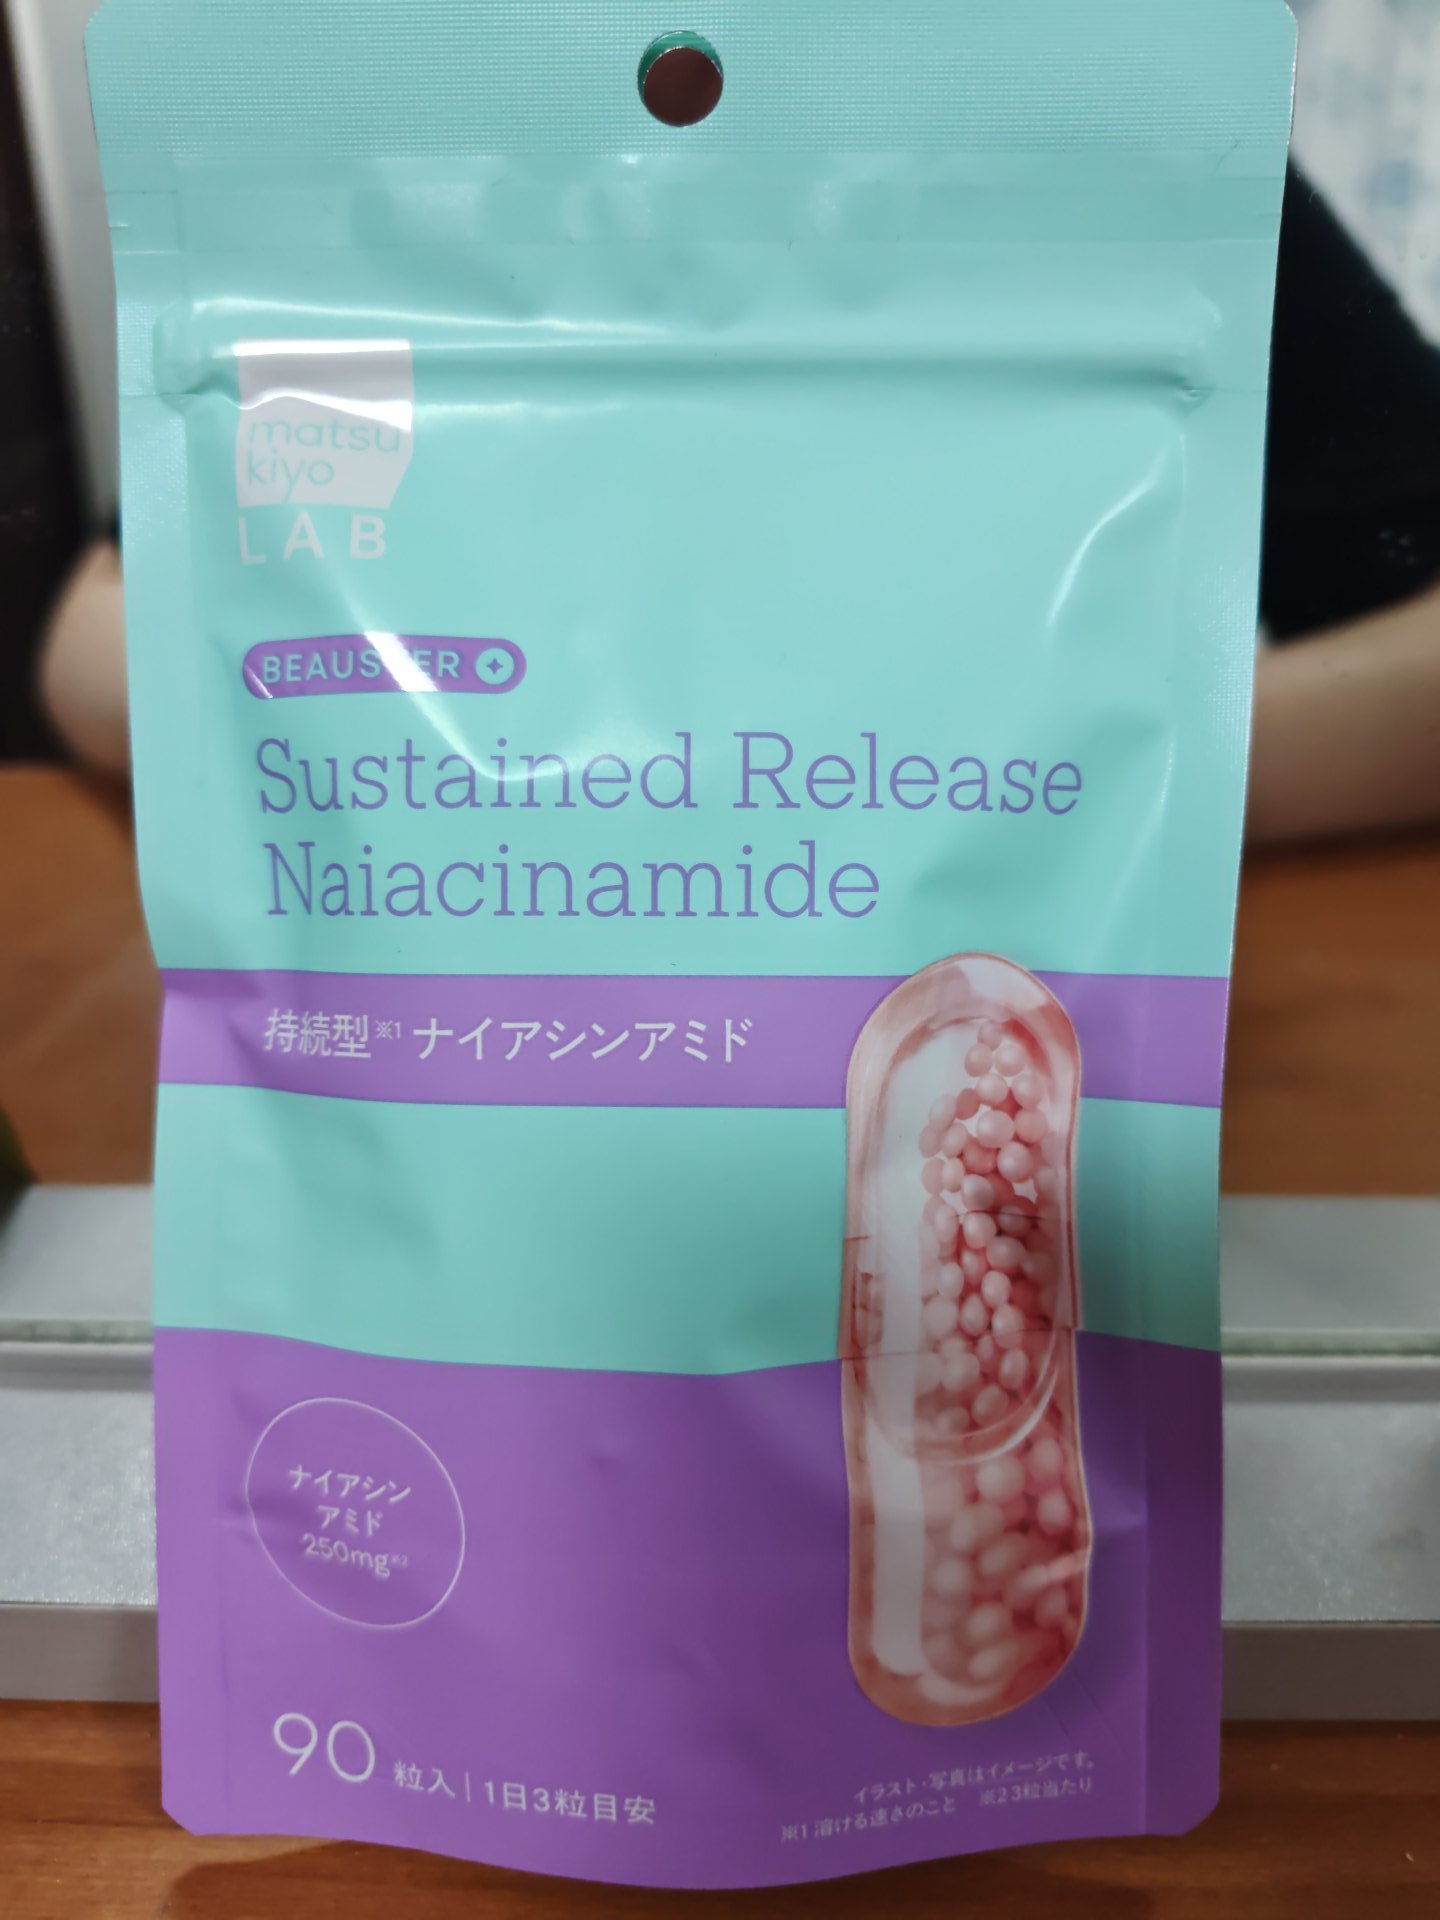 matsu
kiyo
LAB
BEAUSTER
Sustained Release
Naiacinamide
持続型※1 ナイアシンアミド
ナイアシン
アミド
250mg※2
90 粒入 | 1日3粒目安
イラスト・写真はイメージです。
※1 溶ける速さのこと ※2 3粒当たり